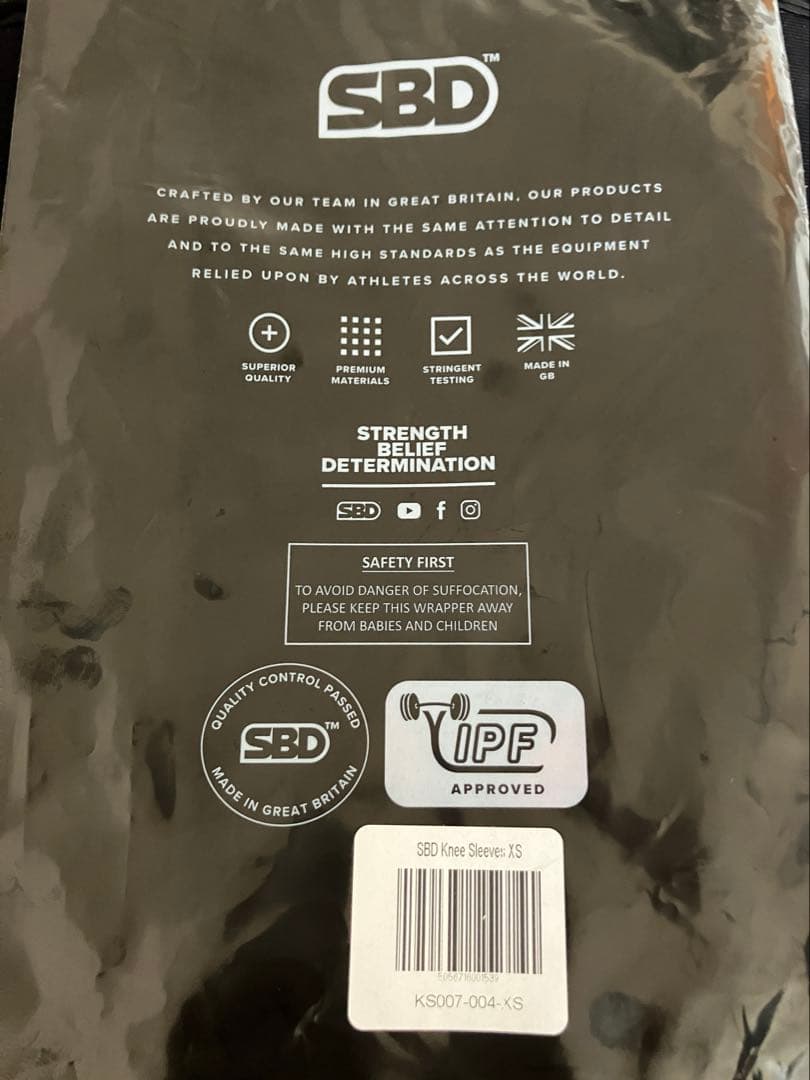 SBD™
CRAFTED BY OUR TEAM IN GREAT BRITAIN, OUR PRODUCTS
ARE PROUDLY MADE WITH THE SAME ATTENTION TO DETAIL
AND TO THE SAME HIGH STANDARDS AS THE EQUIPMENT
RELIED UPON BY ATHLETES ACROSS THE WORLD.
SUPERIOR
QUALITY
PREMIUM
MATERIALS
STRINGENT
TESTING
MADE IN
GB
STRENGTH
BELIEF
DETERMINATION
SBD
SAFETY FIRST
TO AVOID DANGER OF SUFFOCATION,
PLEASE KEEP THIS WRAPPER AWAY
FROM BABIES AND CHILDREN
QUALITY CONTROL PASSED
SBD™
MADE IN GREAT BRITAIN
IPF
APPROVED
SBD Knee Sleeves XS
KS007-004-XS